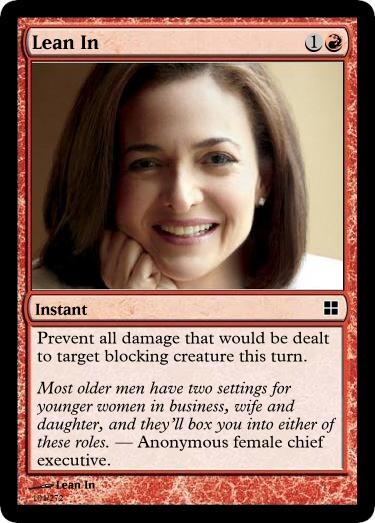 Lean In 1
Instant
Prevent all damage that would be dealt
to target blocking creature this turn.
Most older men have two settings for
younger women in business, wife and
daughter, and they'll box you into either of
these roles. — Anonymous female chief
executive.
Lean In